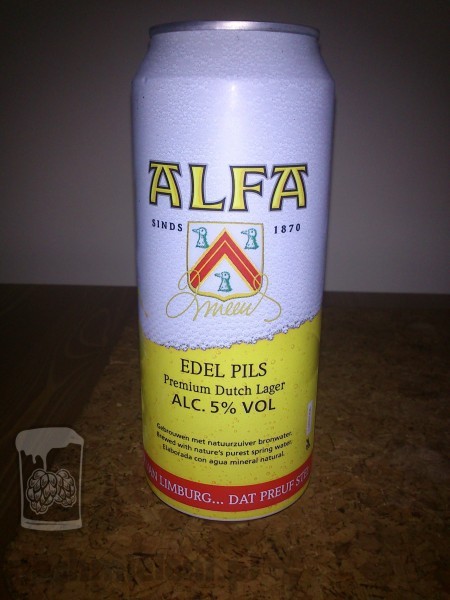 ALFA
SINDS 1870
Smeets
EDEL PILS
Premium Dutch Lager
ALC. 5% VOL
Gebrouwen met natuurzuiver bronwater.
Brewed with nature's purest spring water.
Elaborada con agua mineral natural.
LIMBURG... DAT PREUF